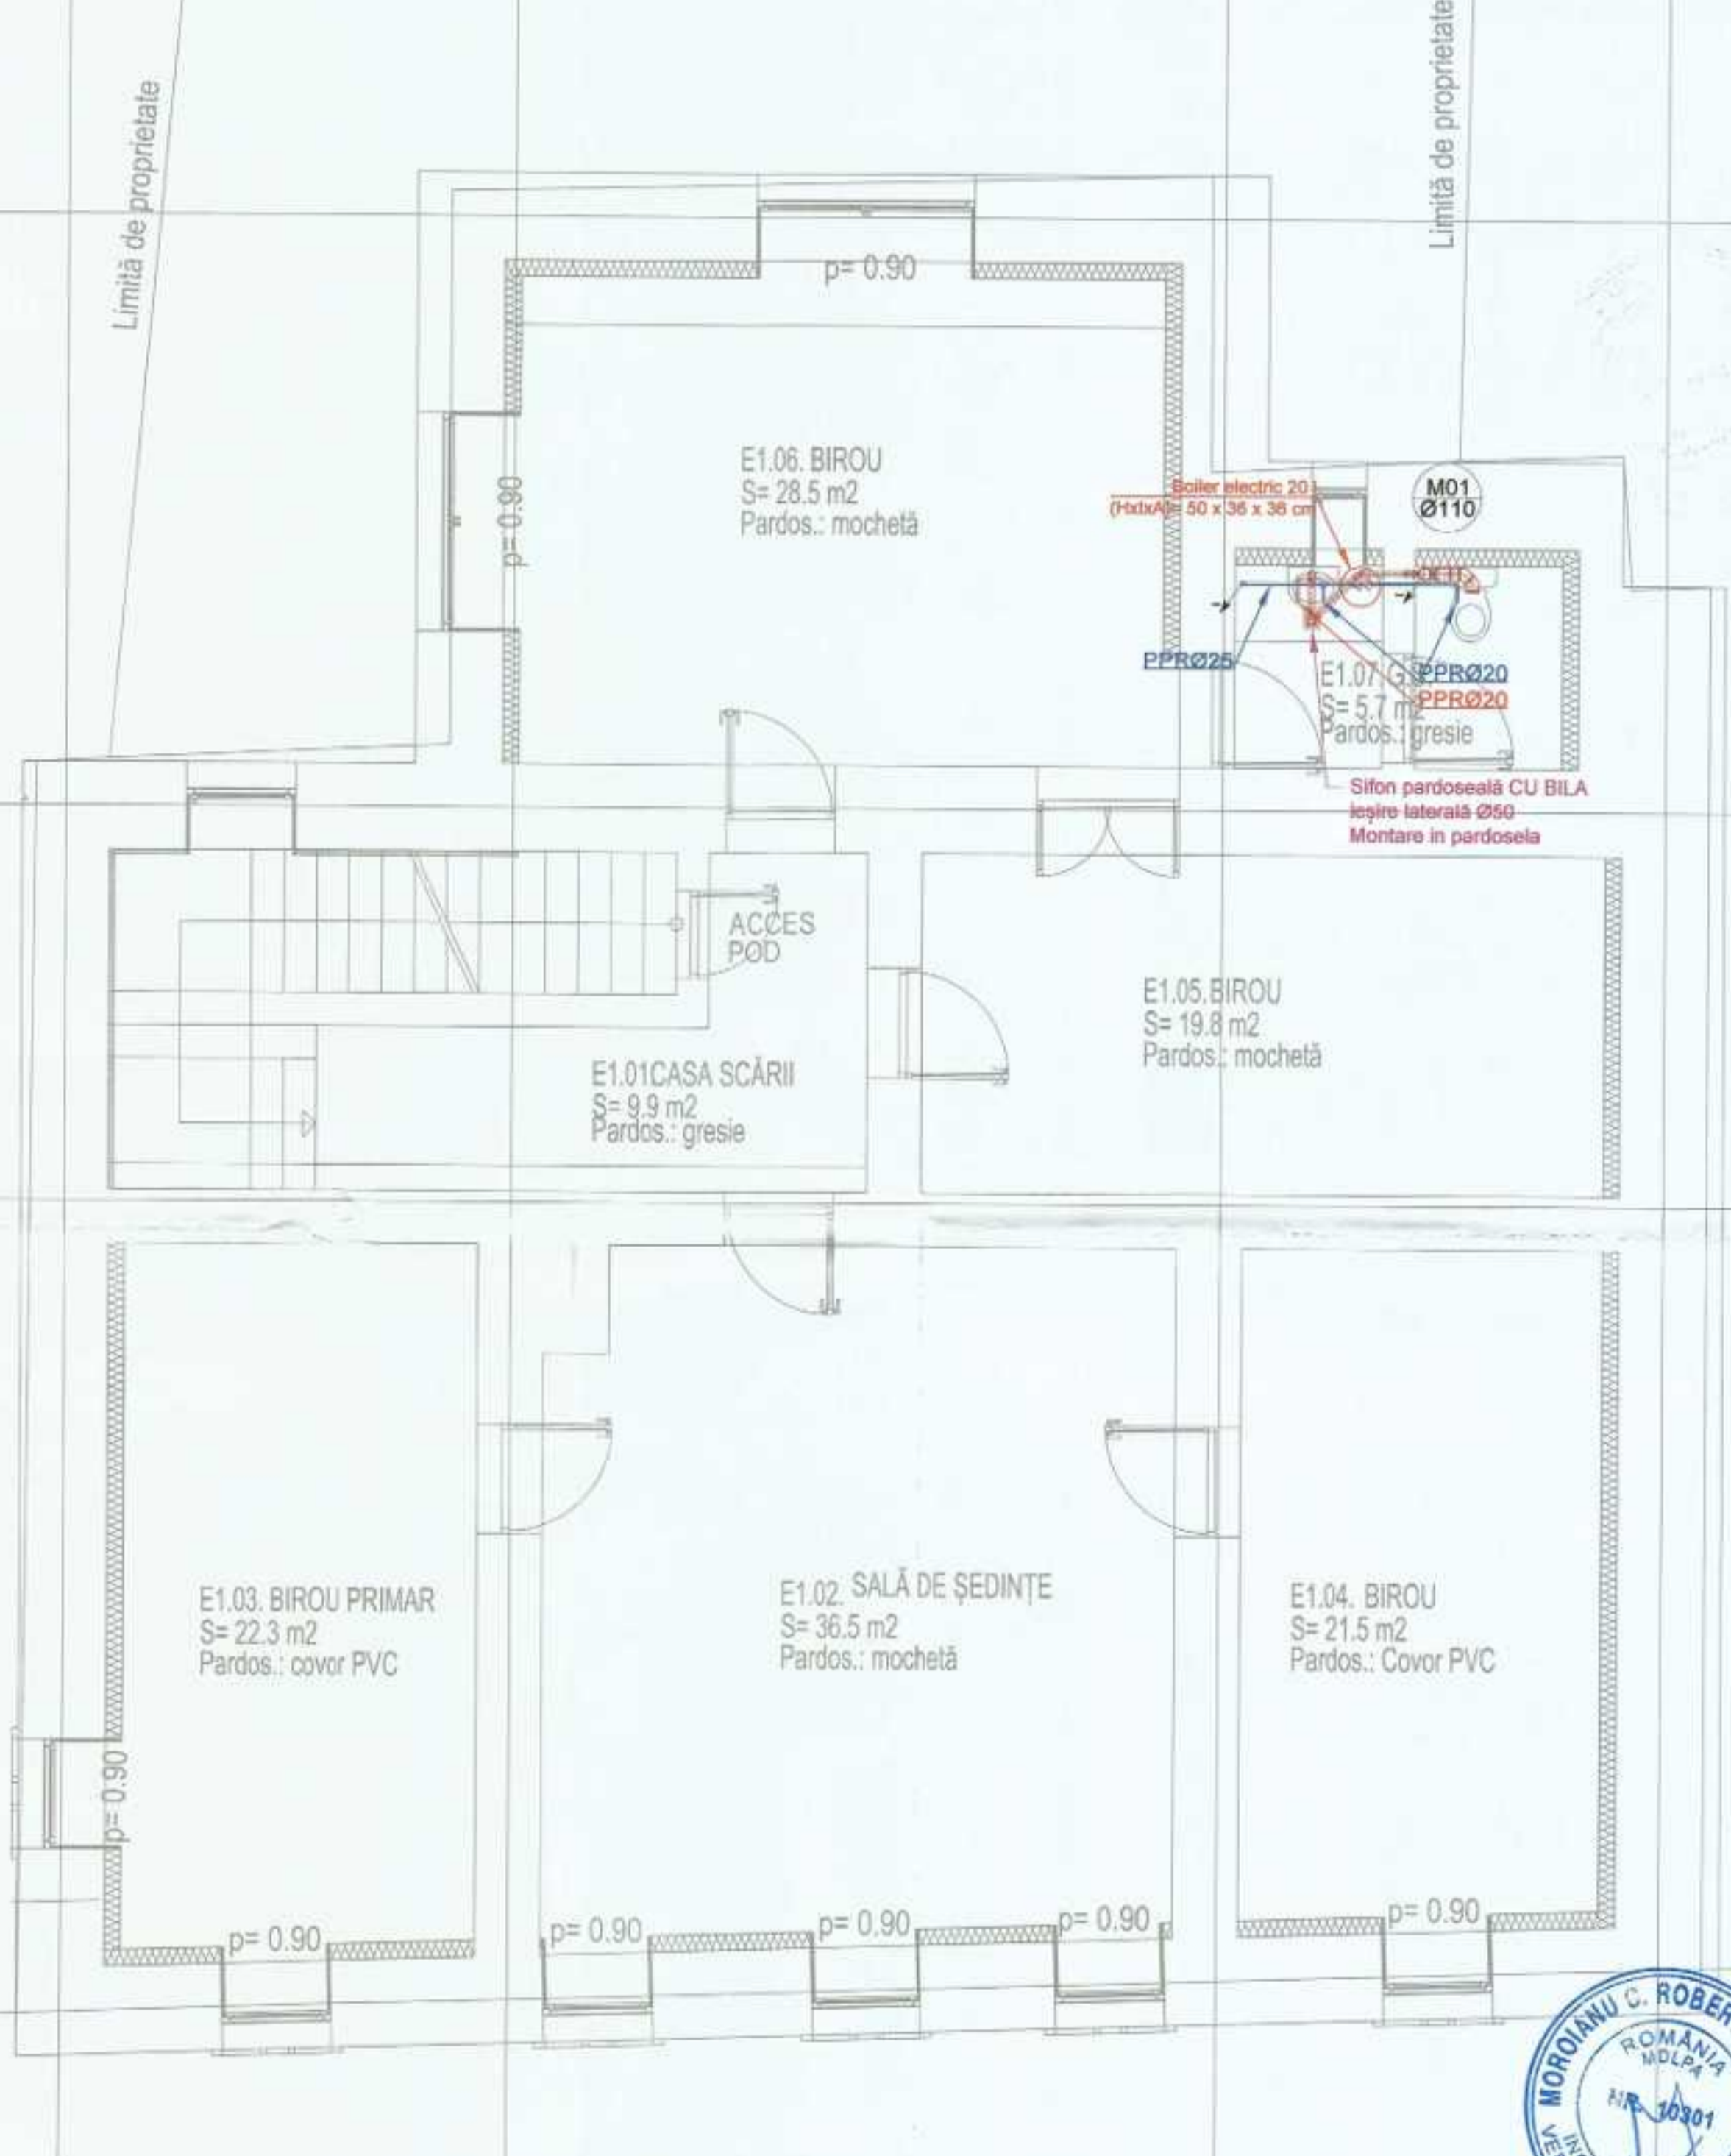 Limită de proprietate
Limită de proprietate
p= 0.90
E1.06. BIROU
S= 28.5 m2
Pardos.: mochetă
p= 0.90
Boiler electric 20 l
(HxlxA)= 50 x 36 x 36 cm
M01
Ø110
PPRØ25
PPRØ20
PPRØ20
E1.07
S= 5.7 m2
Pardos.: gresie
Sifon pardoseală CU BILA
ieșire laterală Ø50
Montare in pardosela
ACCES
POD
E1.05.BIROU
S= 19.8 m2
Pardos.: mochetă
E1.01CASA SCĂRII
S= 9.9 m2
Pardos.: gresie
E1.03. BIROU PRIMAR
S= 22.3 m2
Pardos.: covor PVC
E1.02. SALĂ DE ȘEDINȚE
S= 36.5 m2
Pardos.: mochetă
E1.04. BIROU
S= 21.5 m2
Pardos.: Covor PVC
p= 0.90
p= 0.90
p= 0.90
p= 0.90
p= 0.90
p= 0.90
MOROIANU C. ROBER
ROMÂNIA
MDLPA
NR. 10301